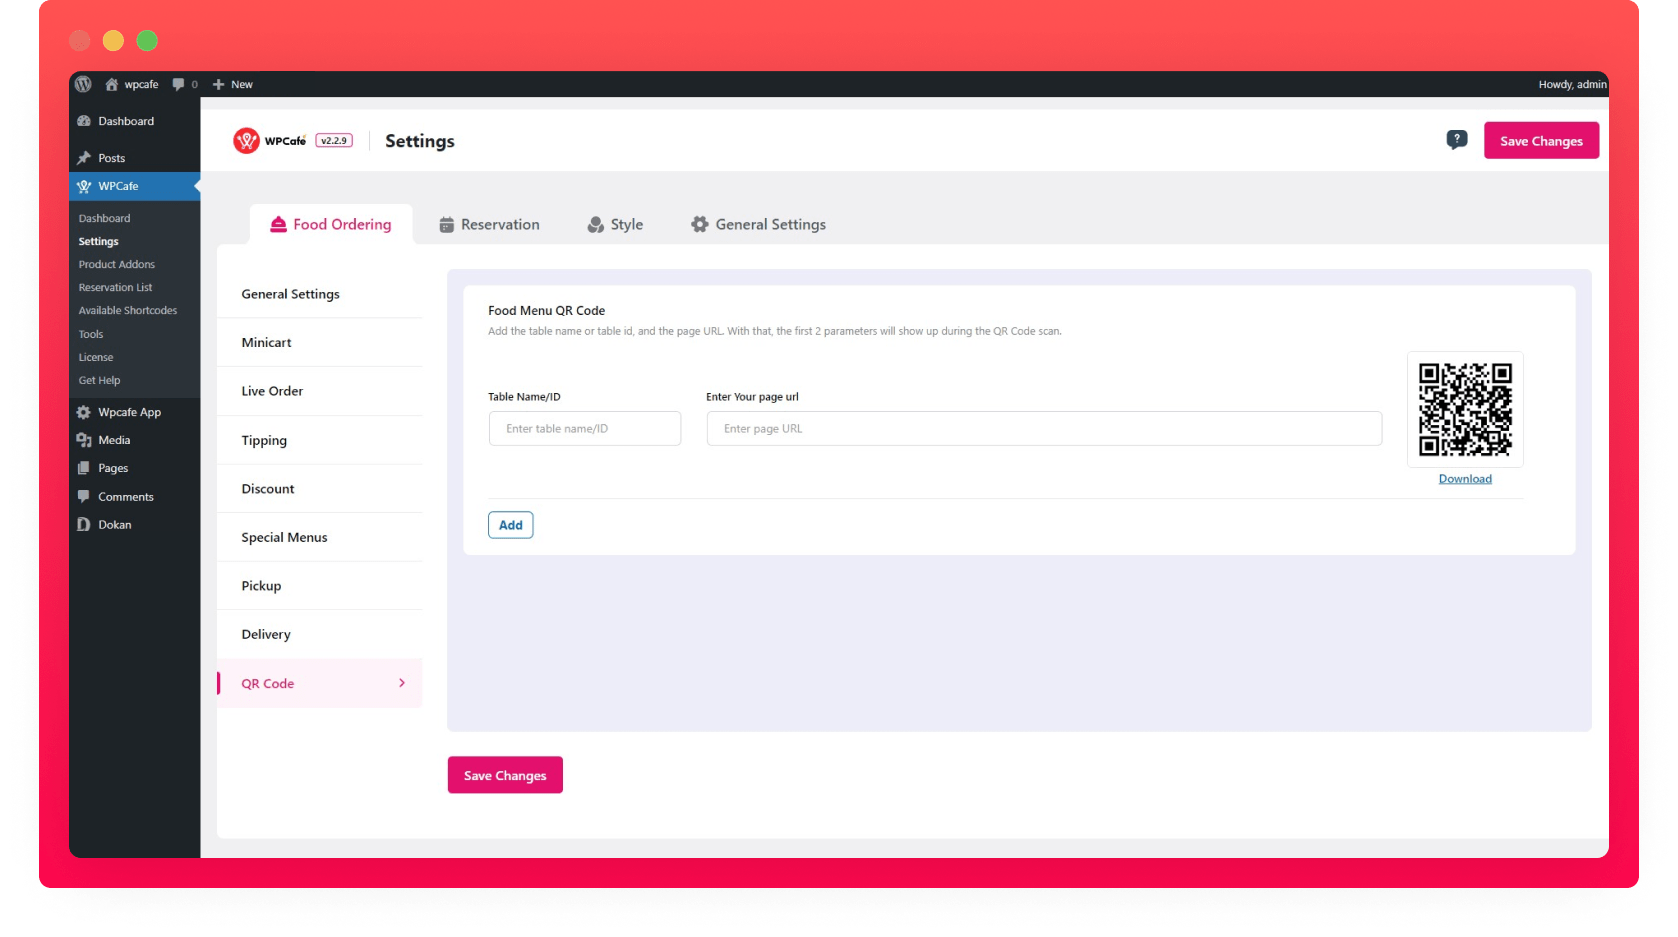 wpcafe 0 New Howdy, admin
Dashboard
Posts
WPCafe
Dashboard
Settings
Product Addons
Reservation List
Available Shortcodes
Tools
License
Get Help
Wpcafe App
Media
Pages
Comments
Dokan
WPCafé v2.2.9 Settings ? Save Changes
Food Ordering Reservation Style General Settings
General Settings
Minicart
Live Order
Tipping
Discount
Special Menus
Pickup
Delivery
QR Code
Food Menu QR Code
Add the table name or table id, and the page URL. With that, the first 2 parameters will show up during the QR Code scan.
Table Name/ID Enter Your page url
Enter table name/ID Enter page URL
Download
Add
Save Changes